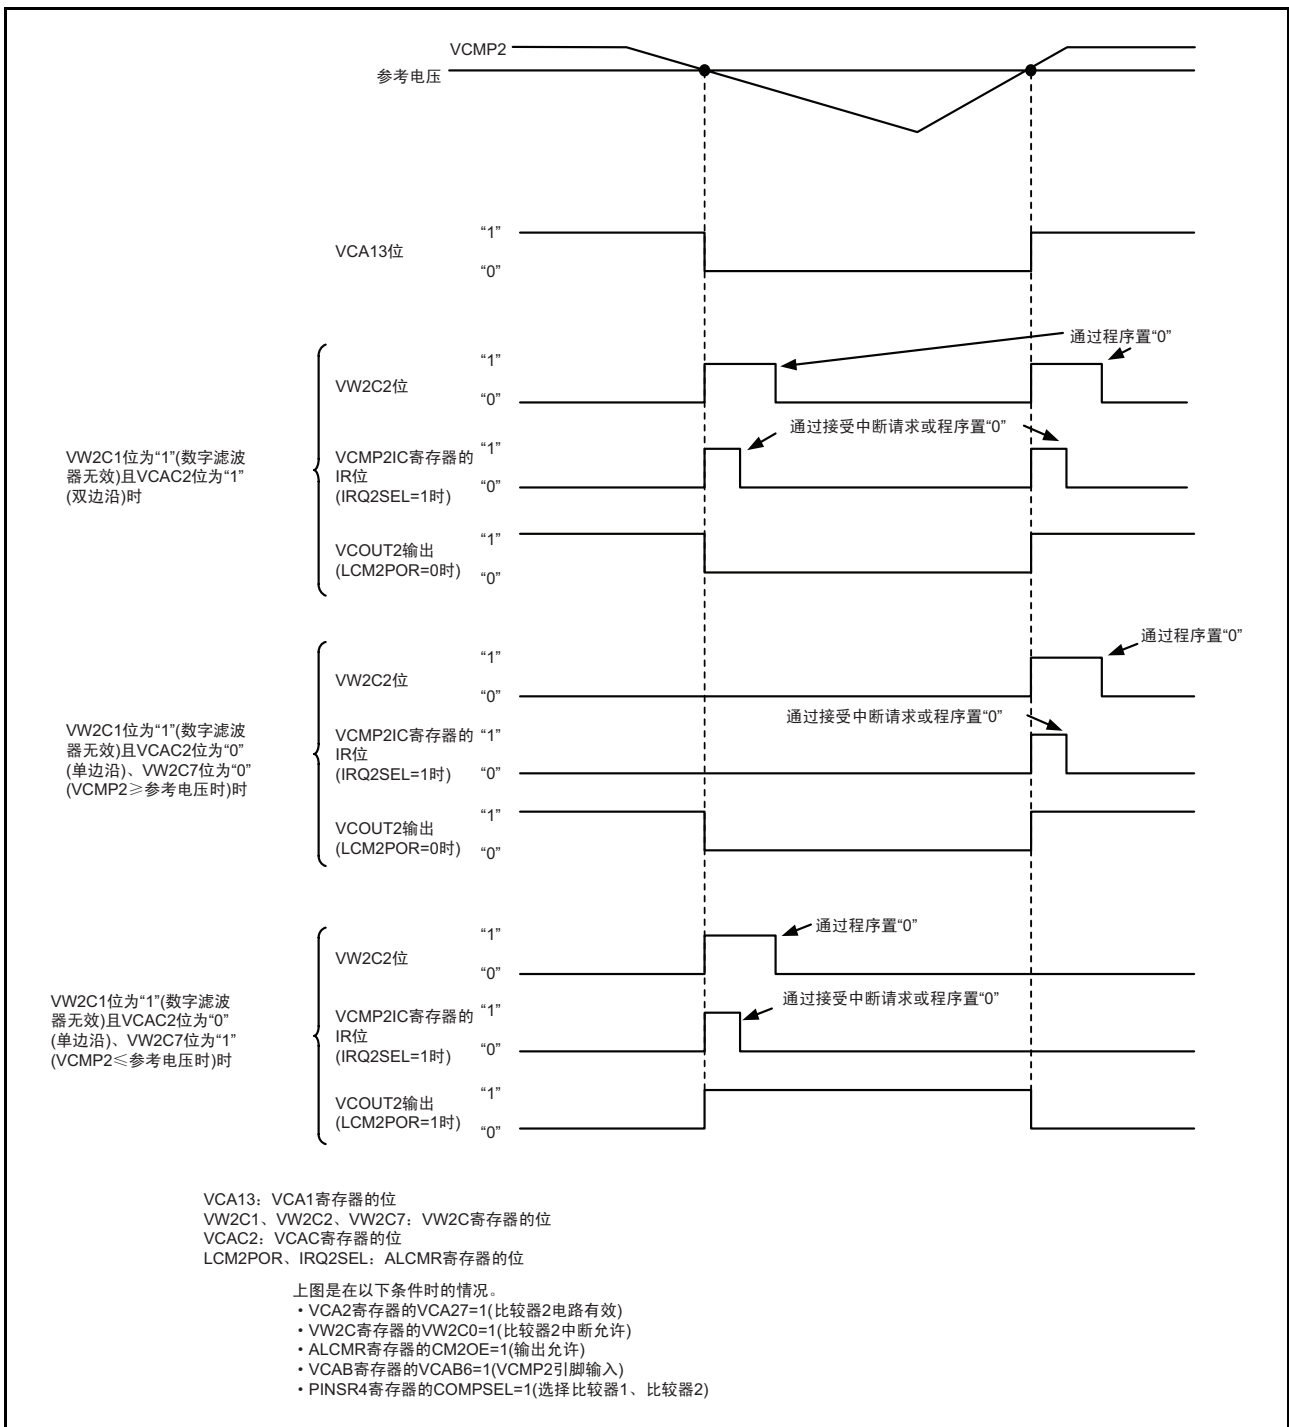 VCMP2
参考电压
VCA13位
“1”
“0”
VW2C1位为“1”(数字滤波
器无效)且VCAC2位为“1”
(双边沿)时
VW2C2位
“1”
“0”
通过程序置“0”
VCMP2IC寄存器的
IR位
(IRQ2SEL=1时)
“1”
“0”
通过接受中断请求或程序置“0”
VCOUT2输出
(LCM2POR=0时)
“1”
“0”
VW2C1位为“1”(数字滤波
器无效)且VCAC2位为“0”
(单边沿)、VW2C7位为“0”
(VCMP2≥参考电压时)时
VW2C2位
“1”
“0”
通过程序置“0”
VCMP2IC寄存器的
IR位
(IRQ2SEL=1时)
“1”
“0”
通过接受中断请求或程序置“0”
VCOUT2输出
(LCM2POR=0时)
“1”
“0”
VW2C1位为“1”(数字滤波
器无效)且VCAC2位为“0”
(单边沿)、VW2C7位为“1”
(VCMP2≤参考电压时)时
VW2C2位
“1”
“0”
通过程序置“0”
VCMP2IC寄存器的
IR位
(IRQ2SEL=1时)
“1”
“0”
通过接受中断请求或程序置“0”
VCOUT2输出
(LCM2POR=1时)
“1”
“0”
VCA13：VCA1寄存器的位
VW2C1、VW2C2、VW2C7：VW2C寄存器的位
VCAC2：VCAC寄存器的位
LCM2POR、IRQ2SEL：ALCMR寄存器的位
上图是在以下条件时的情况。
・VCA2寄存器的VCA27=1(比较器2电路有效)
・VW2C寄存器的VW2C0=1(比较器2中断允许)
・ALCMR寄存器的CM2OE=1(输出允许)
・VCAB寄存器的VCAB6=1(VCMP2引脚输入)
・PINSR4寄存器的COMPSEL=1(选择比较器1、比较器2)